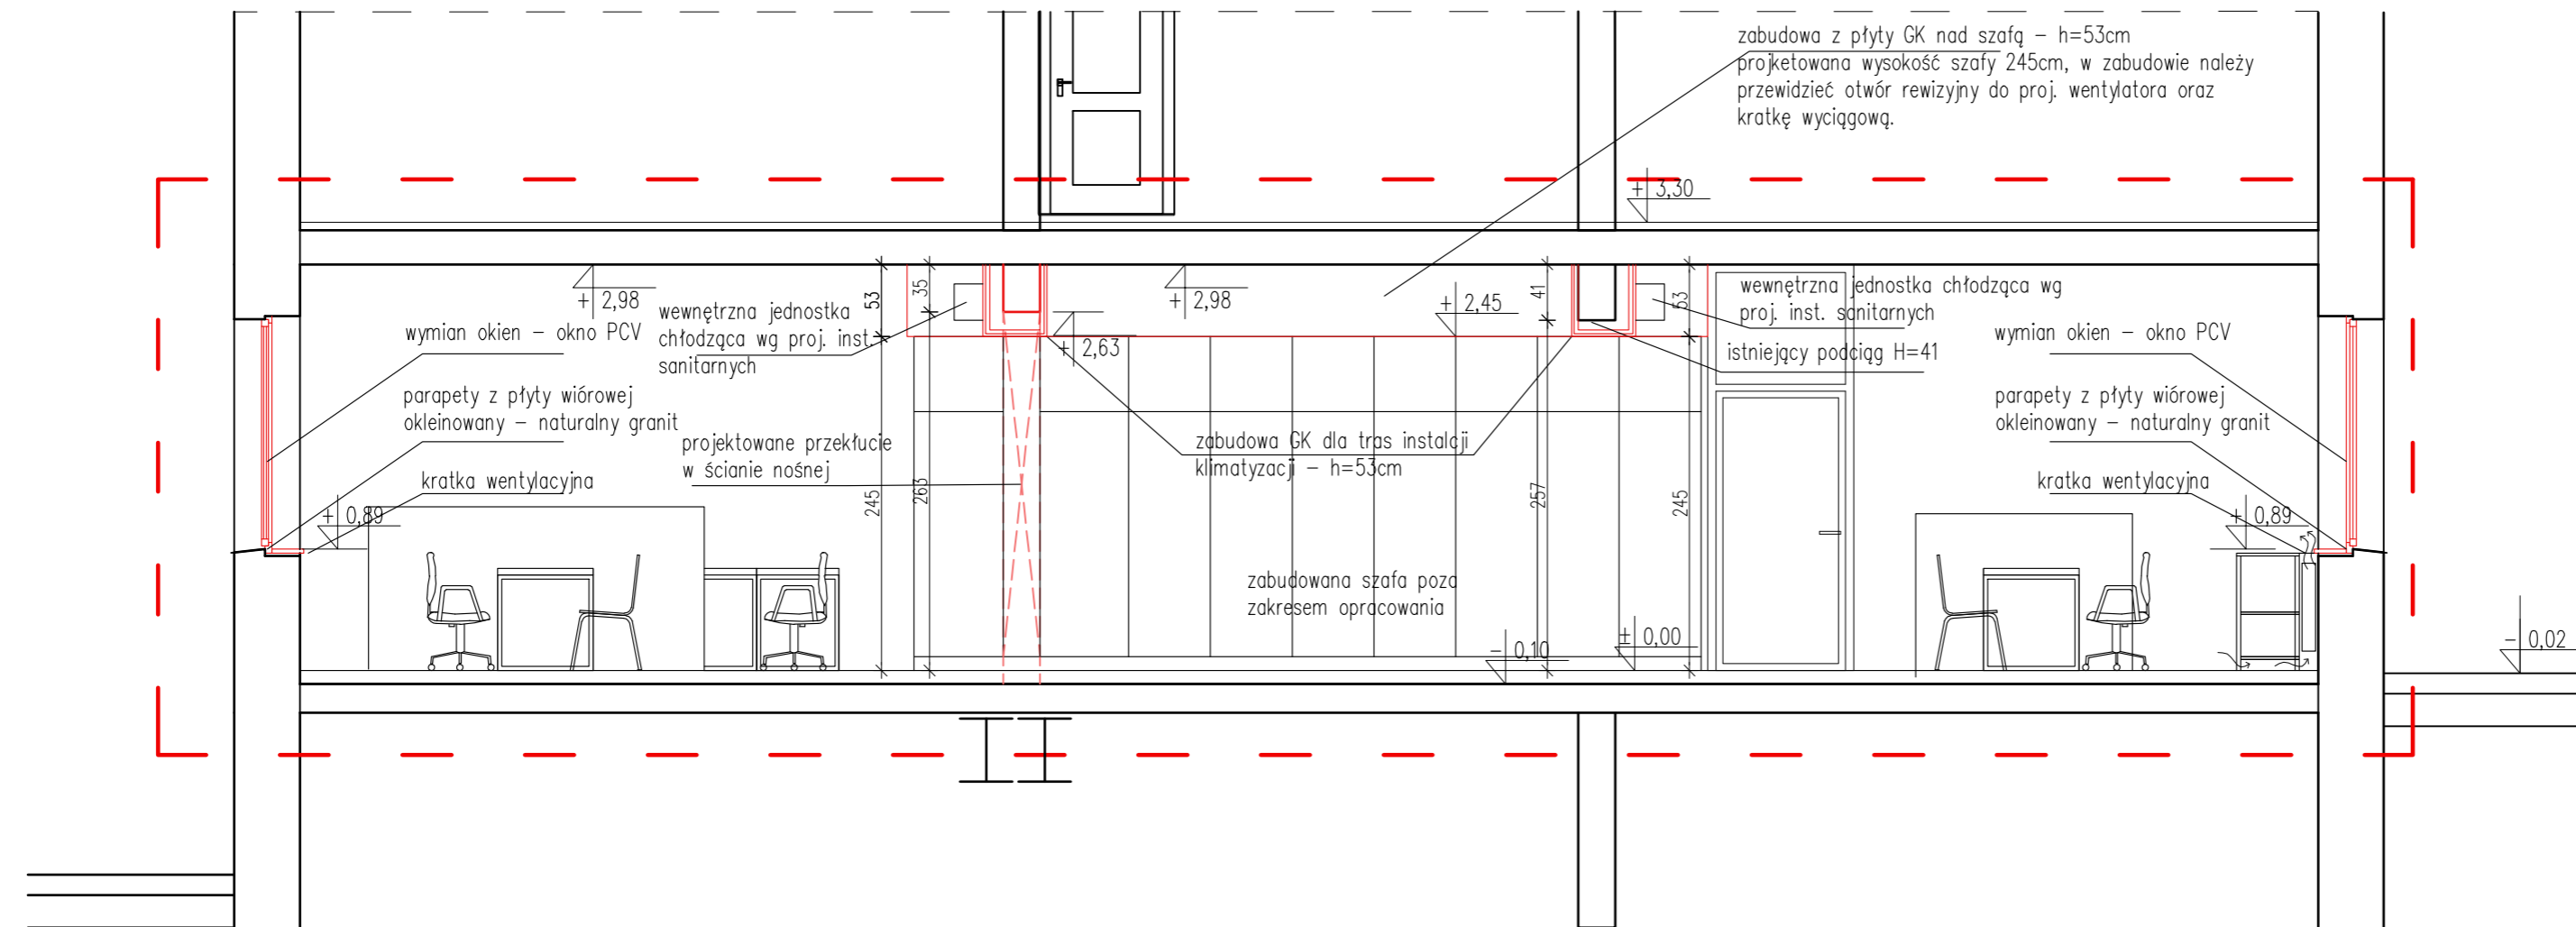 zabudowa z płyty GK nad szafą – h=53cm
projketowana wysokość szafy 245cm, w zabudowie należy
przewidzieć otwór rewizyjny do proj. wentylatora oraz
kratkę wyciągową.
+ 3,30
+ 2,98
53
35
+ 2,98
+ 2,45
41
53
wewnętrzna jednostka
chłodząca wg proj. inst.
sanitarnych
wewnętrzna jednostka chłodząca wg
proj. inst. sanitarnych
wymian okien – okno PCV
+ 2,63
istniejący podciąg H=41
wymian okien – okno PCV
parapety z płyty wiórowej
okleinowany – naturalny granit
parapety z płyty wiórowej
okleinowany – naturalny granit
projektowane przekłucie
w ścianie nośnej
zabudowa GK dla tras instalcji
klimatyzacji – h=53cm
kratka wentylacyjna
kratka wentylacyjna
245
263
257
245
+ 0,89
+ 0,89
zabudowana szafa poza
zakresem opracowania
- 0,10
± 0,00
- 0,02